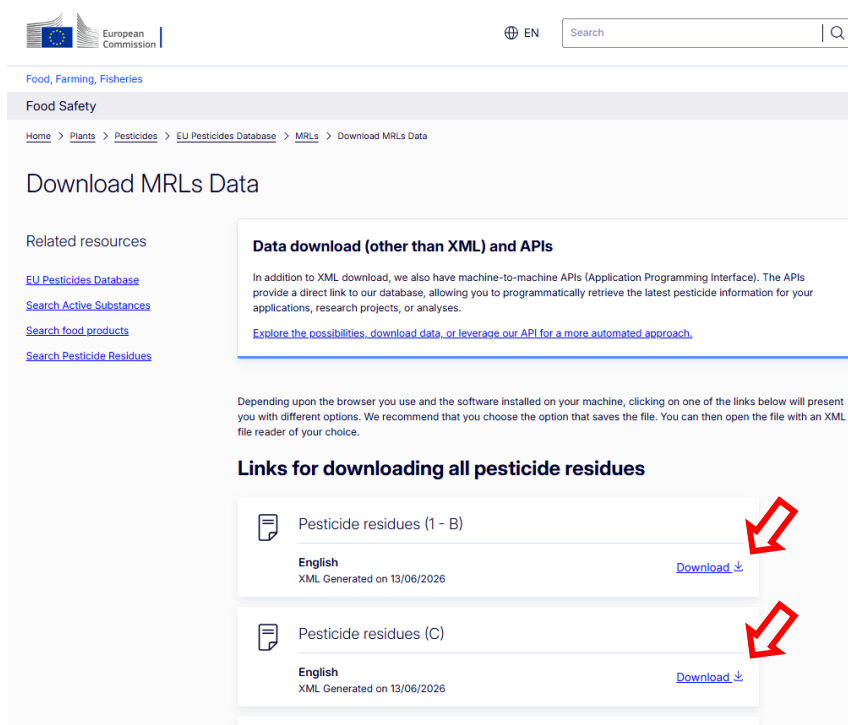 European
Commission
EN
Search
Food, Farming, Fisheries
Food Safety
Home > Plants > Pesticides > EU Pesticides Database > MRLs > Download MRLs Data
Download MRLs Data
Related resources
EU Pesticides Database
Search Active Substances
Search food products
Search Pesticide Residues
Data download (other than XML) and APIs
In addition to XML download, we also have machine-to-machine APIs (Application Programming Interface). The APIs
provide a direct link to our database, allowing you to programmatically retrieve the latest pesticide information for your
applications, research projects, or analyses.
Explore the possibilities, download data, or leverage our API for a more automated approach.
Depending upon the browser you use and the software installed on your machine, clicking on one of the links below will present
you with different options. We recommend that you choose the option that saves the file. You can then open the file with an XML
file reader of your choice.
Links for downloading all pesticide residues
Pesticide residues (1 - B)
English
XML Generated on 13/06/2026
Download
Pesticide residues (C)
English
XML Generated on 13/06/2026
Download